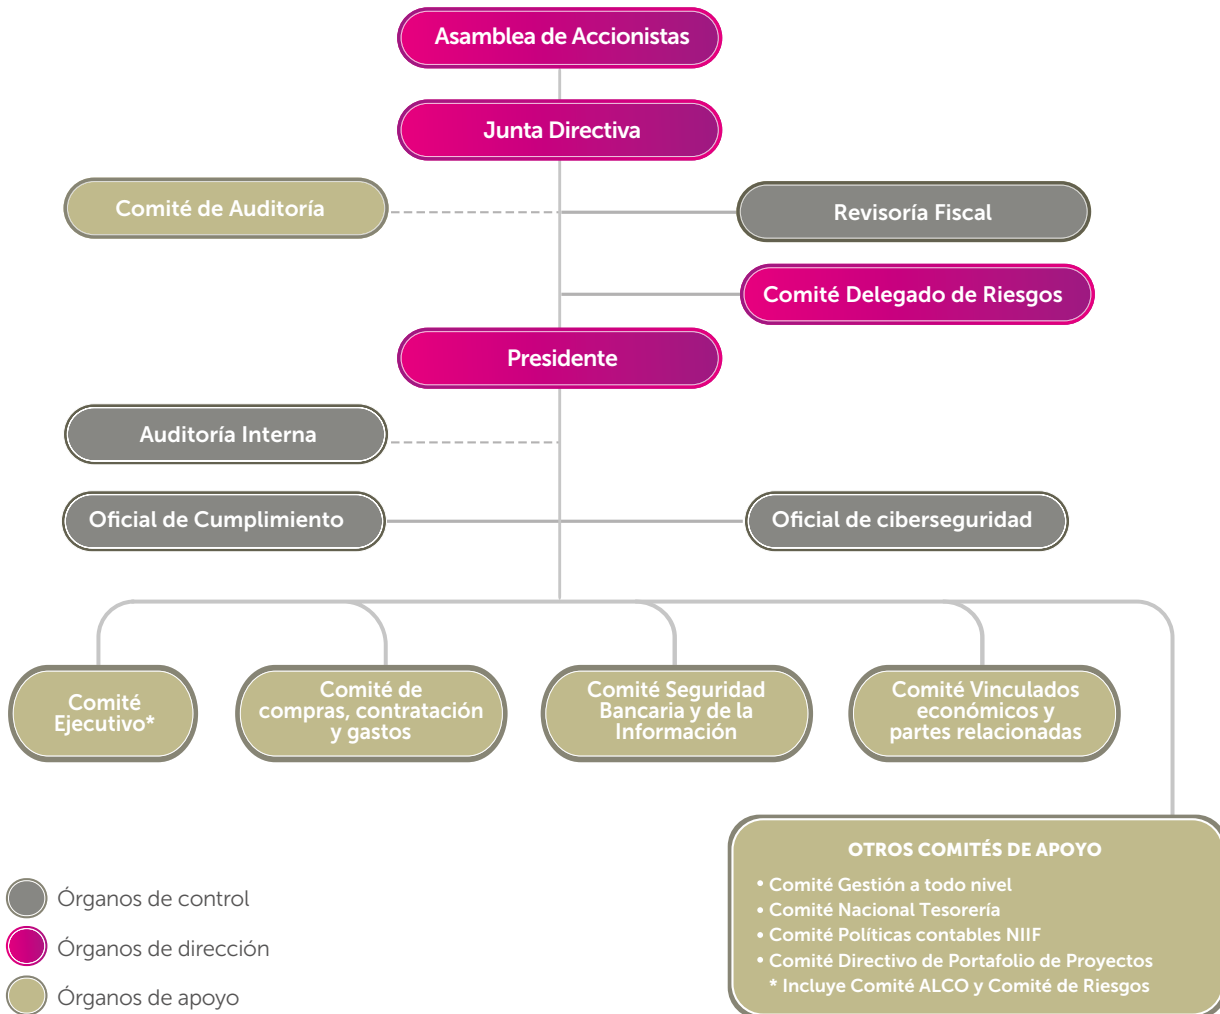 Asamblea de Accionistas
Junta Directiva
Comité de Auditoría
Revisoría Fiscal
Comité Delegado de Riesgos
Presidente
Auditoría Interna
Oficial de Cumplimiento
Oficial de ciberseguridad
Comité
Ejecutivo*
Comité de
compras, contratación
y gastos
Comité Seguridad
Bancaria y de la
Información
Comité Vinculados
económicos y
partes relacionadas
OTROS COMITÉS DE APOYO
• Comité Gestión a todo nivel
• Comité Nacional Tesorería
• Comité Políticas contables NIIF
• Comité Directivo de Portafolio de Proyectos
* Incluye Comité ALCO y Comité de Riesgos
Órganos de control
Órganos de dirección
Órganos de apoyo